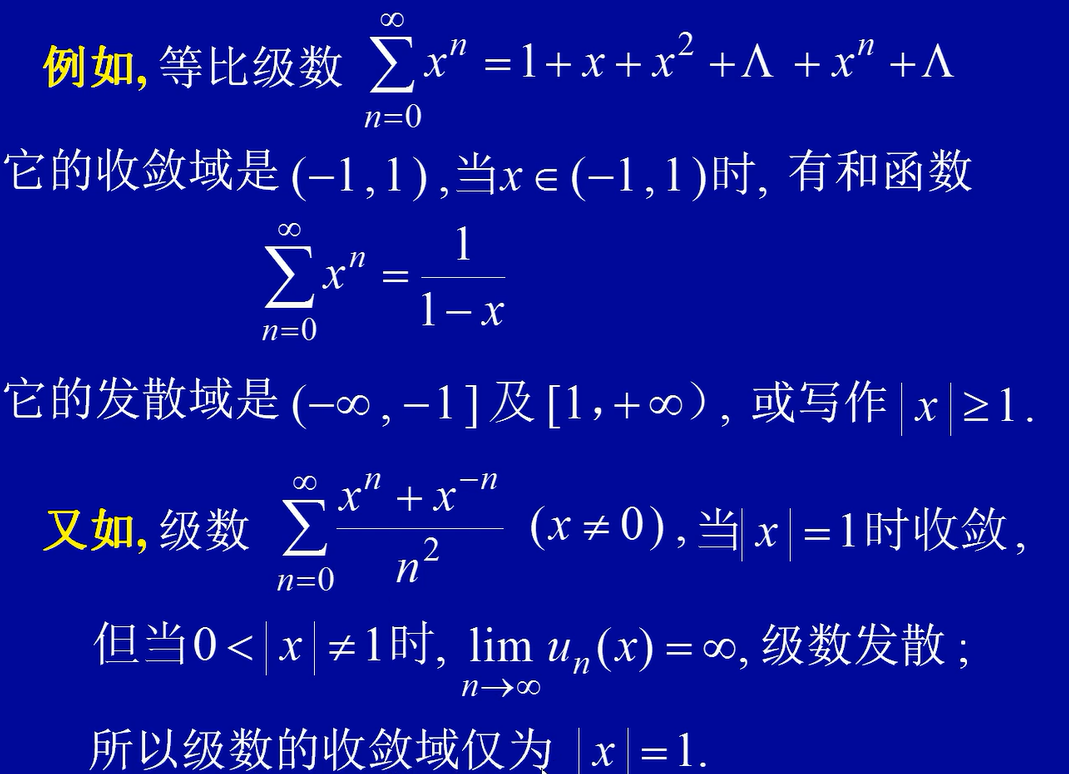 例如, 等比级数 $\sum_{n=0}^{\infty} x^n = 1 + x + x^2 + Λ + x^n + Λ$
它的收敛域是 $(-1, 1)$ ,当$x \in (-1, 1)$时, 有和函数
$\sum_{n=0}^{\infty} x^n = \frac{1}{1-x}$
它的发散域是 $(-\infty, -1]$ 及 $[1,+\infty)$, 或写作 $|x| \geq 1$.
又如, 级数 $\sum_{n=0}^{\infty} \frac{x^n + x^{-n}}{n^2}$ $(x \neq 0)$, 当$|x| = 1$时收敛,
但当$0 < |x| \neq 1$时, $\lim_{n \to \infty} u_n(x) = \infty$, 级数发散 ;
所以级数的收敛域仅为 $|x| = 1$.